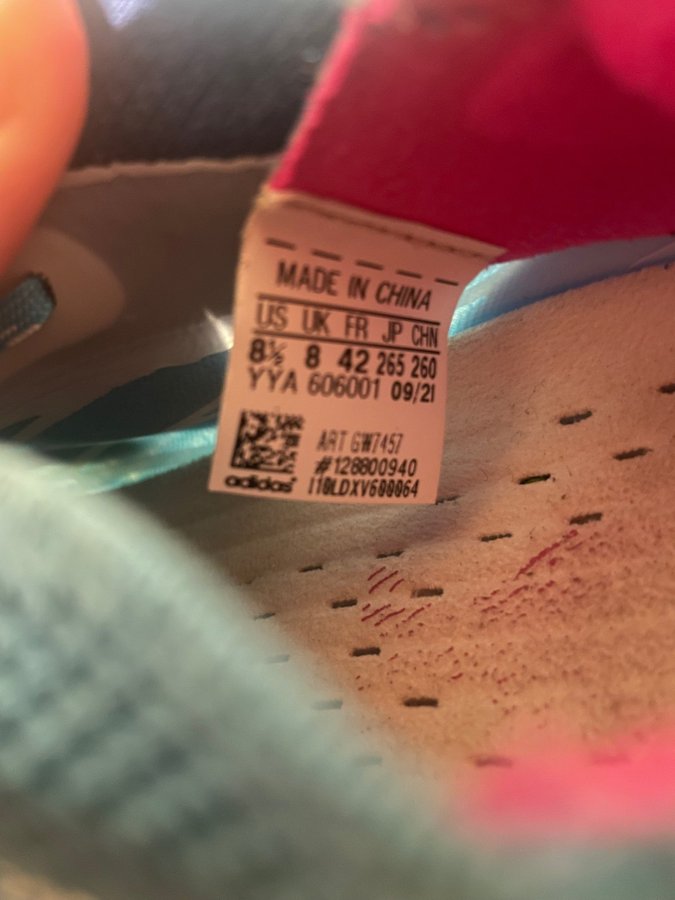 MADE IN CHINA
US UK FR JP CHN
8½ 8 42 265 260
YYA 606001 09/21
ART GW7457
#128800940
adidas I10LDXV600064